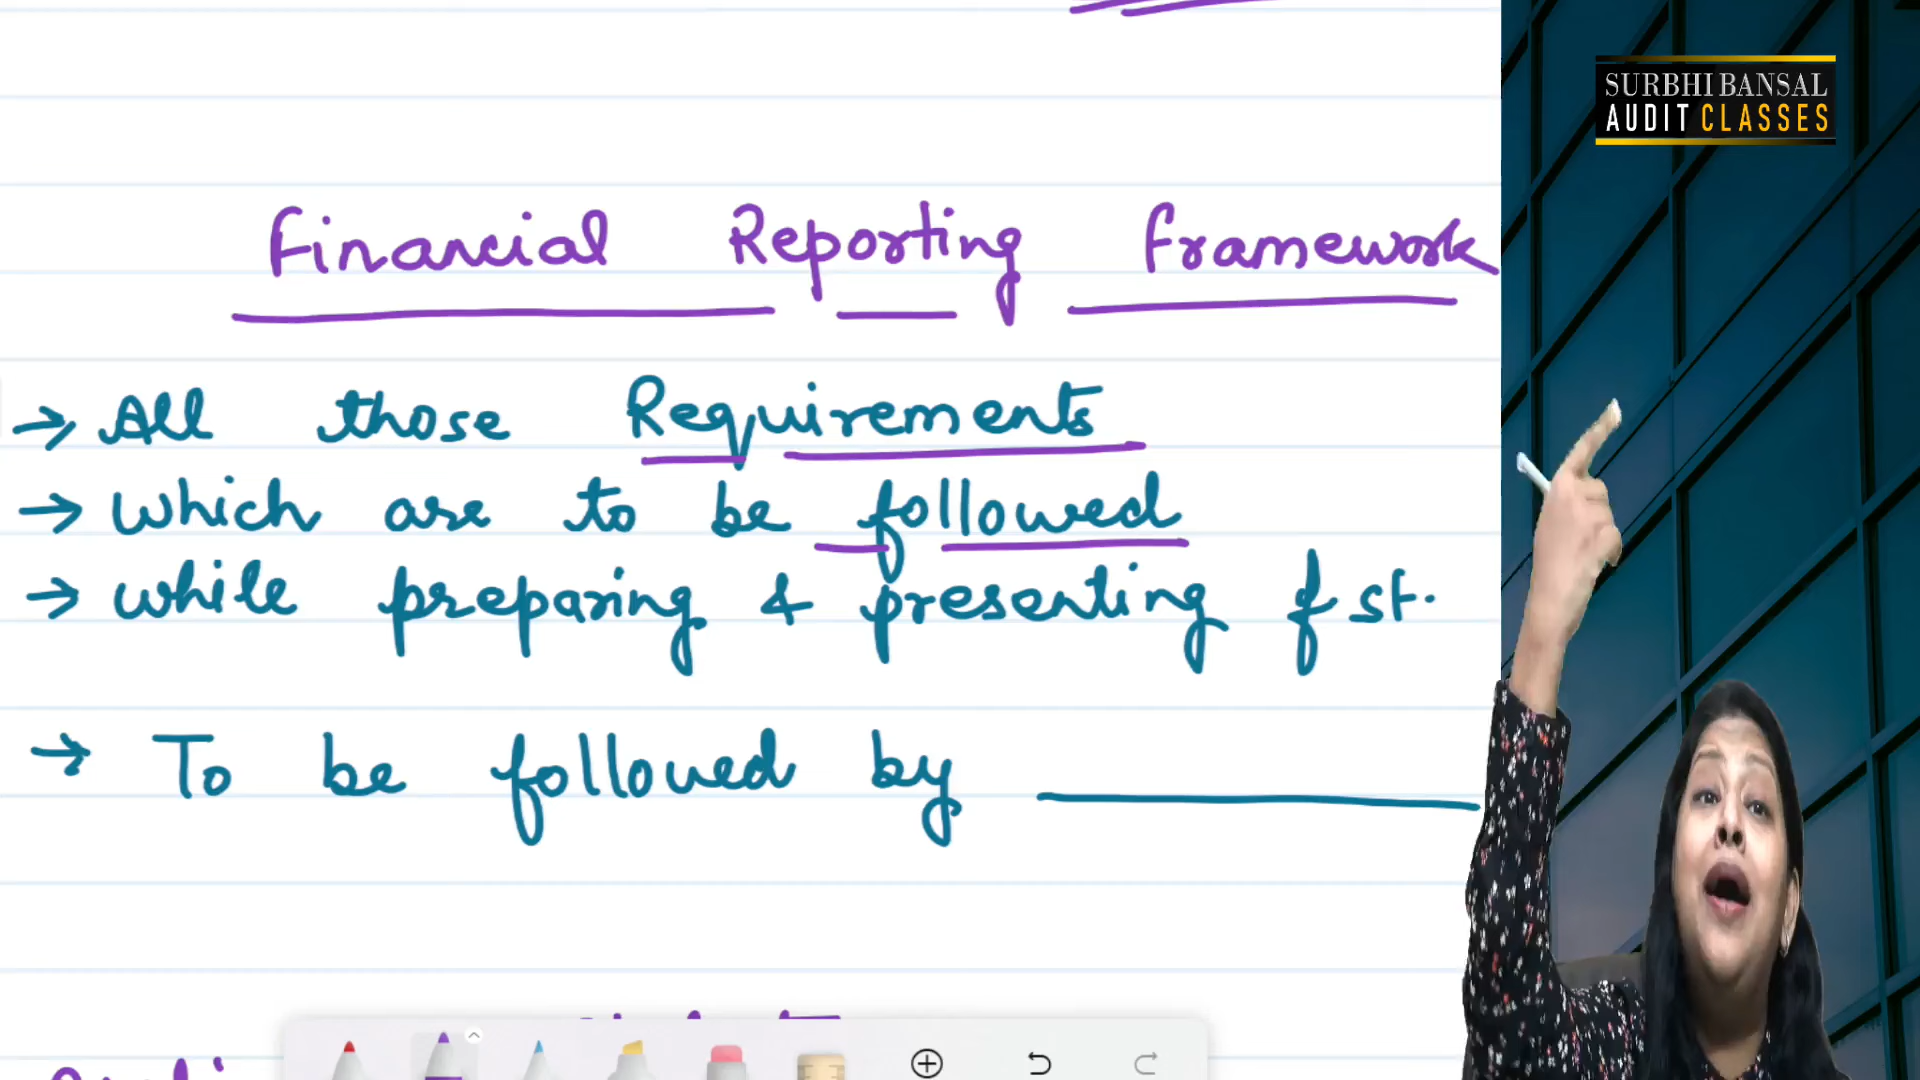 SURBHI BANSAL
AUDIT CLASSES
Financial Reporting Framework
→ All those Requirements
→ which are to be followed
→ while preparing & presenting f st.
→ To be followed by ________